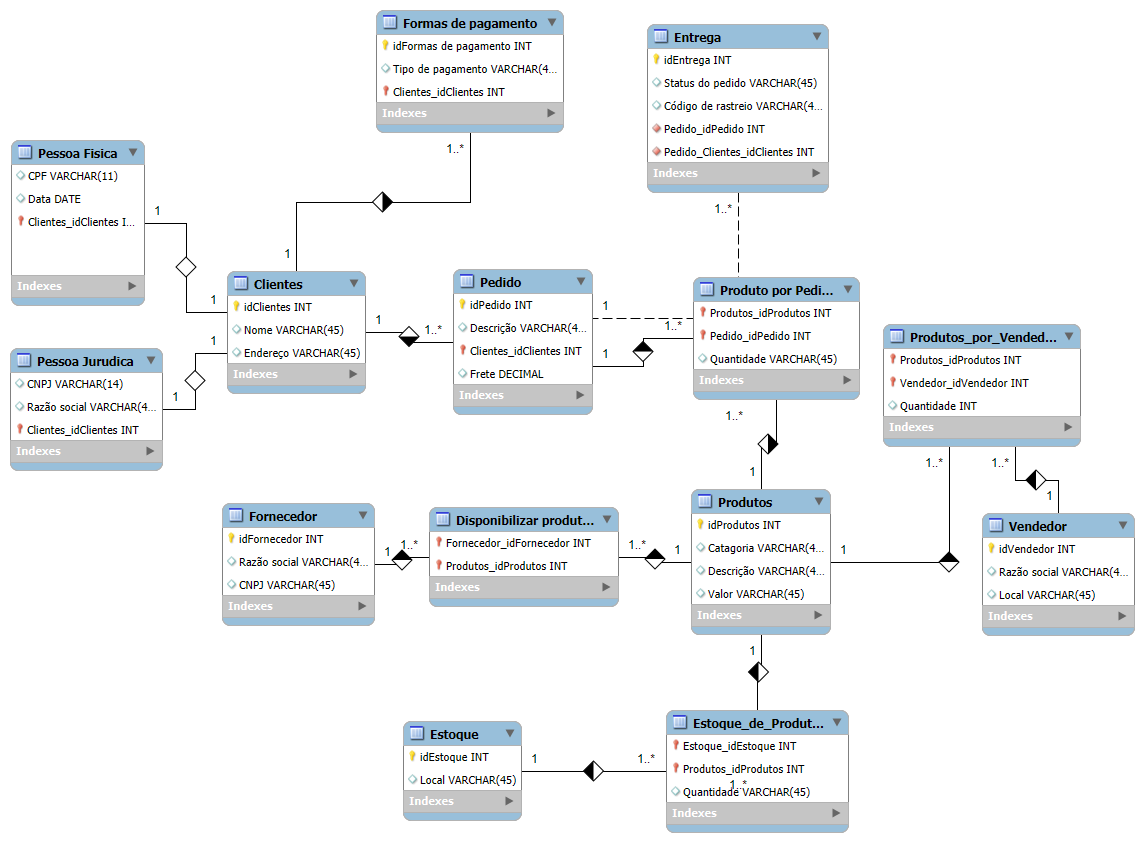 Formas de pagamento
idFormas de pagamento INT
Tipo de pagamento VARCHAR(4...
Clientes_idClientes INT
Indexes
1..*
Entrega
idEntrega INT
Status do pedido VARCHAR(45)
Código de rastreio VARCHAR(4...
Pedido_idPedido INT
Pedido_Clientes_idClientes INT
Indexes
1..*
Pessoa Fisica
CPF VARCHAR(11)
Data DATE
Clientes_idClientes I...
Indexes
1
1
1
Clientes
idClientes INT
Nome VARCHAR(45)
Endereço VARCHAR(45)
Indexes
1
1..*
Pedido
idPedido INT
Descrição VARCHAR(4...
Clientes_idClientes INT
Frete DECIMAL
Indexes
1
1..*
1
Produto por Pedi...
Produtos_idProdutos INT
Pedido_idPedido INT
Quantidade VARCHAR(45)
Indexes
1..*
Produtos_por_Vended...
Produtos_idProdutos INT
Vendedor_idVendedor INT
Quantidade INT
Indexes
1..*
1..*
1
Pessoa Jurudica
CNPJ VARCHAR(14)
Razão social VARCHAR(4...
Clientes_idClientes INT
Indexes
1
1
Fornecedor
idFornecedor INT
Razão social VARCHAR(4...
CNPJ VARCHAR(45)
Indexes
1
1..*
Disponibilizar produt...
Fornecedor_idFornecedor INT
Produtos_idProdutos INT
Indexes
1..*
1
1
Produtos
idProdutos INT
Catagoria VARCHAR(4...
Descrição VARCHAR(4...
Valor VARCHAR(45)
Indexes
1
1
Vendedor
idVendedor INT
Razão social VARCHAR(4...
Local VARCHAR(45)
Indexes
Estoque
idEstoque INT
Local VARCHAR(45)
Indexes
1
1..*
Estoque_de_Produt...
Estoque_idEstoque INT
Produtos_idProdutos INT
1..*
Quantidade VARCHAR(45)
Indexes